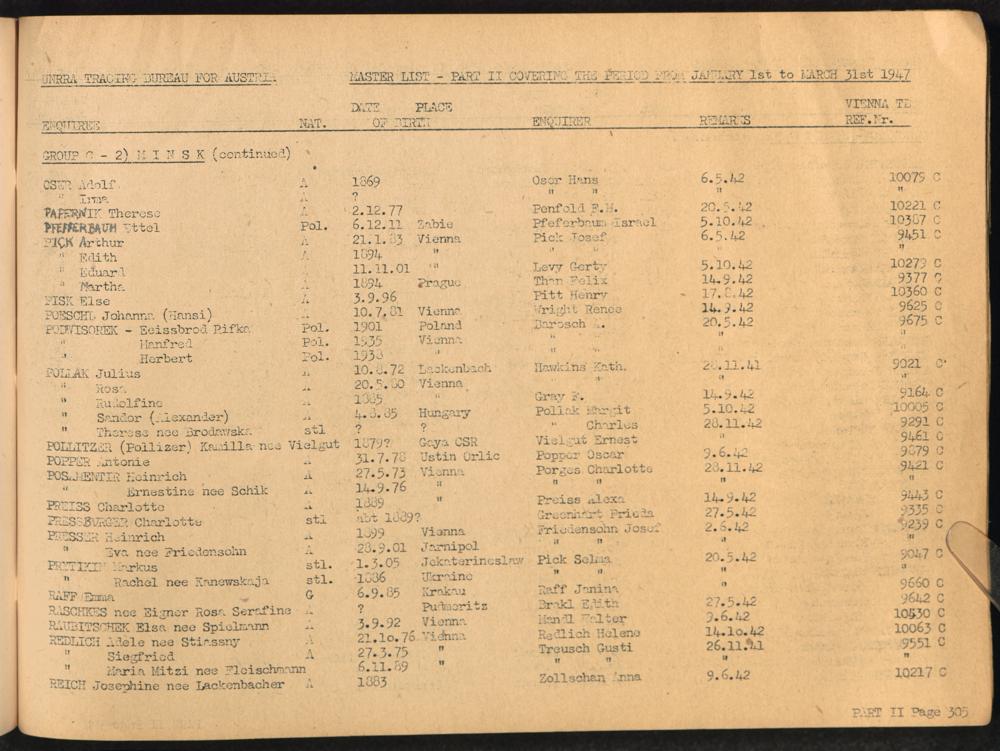 UNRRA TRACING BUREAU FOR AUSTRIA MASTER LIST - PART II COVERING THE PERIOD FROM JANUARY 1st to MARCH 31st 1947
DATE PLACE VIENNA TB
ENQUIREE NAT. OF BIRTH ENQUIRER REMARKS REF.Nr.
GROUP C - 2) M I N S K (continued)
OSER Adolf A 1869 Oser Hans 6.5.42 10075 C
" Irma A ? " " " "
PAPERNIK Therese A 2.12.77 Penfold F.H. 20.5.42 10221 C
PFEFFERBAUM Ettel Pol. 6.12.11 Zabie Pfeferbaum Israel 5.10.42 10387 C
PICK Arthur A 21.1.83 Vienna Pick Josef 6.5.42 9451 C
" Edith A 1894 " " " " "
" Eduard 11.11.01 " Levy Gerty 5.10.42 10279 C
" Martha A 1894 Prague Than Felix 14.9.42 9377 C
PISK Else A 3.9.96 Pitt Henry 17.8.42 10360 C
POESCHL Johanna (Hansi) A 10.7.81 Vienna Wright Renee 14.9.42 9625 C
PODWISOREK - Eeissbrod Rifka Pol. 1901 Poland Barosch A. 20.5.42 9675 C
" Manfred Pol. 1935 Vienna " " " "
" Herbert Pol. 1938 " " " "
POLLAK Julius A 10.8.72 Lackenbach Hawkins Kath. 28.11.41 9021 C
" Rosa A 20.5.80 Vienna " " " "
" Rudolfine A 1885 Gray F. 14.9.42 9164 C
" Sandor (Alexander) A 4.8.85 Hungary Pollak Margit 5.10.42 10005 C
" Therese nee Brodawska stl ? ? " Charles 28.11.42 9291 C
POLLITZER (Pollizer) Kamilla nee Vielgut 1879? Gaya CSR Vielgut Ernest " 9461 C
POPPER Antonie A 31.7.78 Ustin Orlic Popper Oscar 9.6.42 9879 C
POSAMENTIR Heinrich A 27.5.73 Vienna Porges Charlotte 28.11.42 9421 C
" Ernestine nee Schik A 14.9.76 " " " " "
PREISS Charlotte A 1889 Preiss Alexa 14.9.42 9443 C
PRESSBURGER Charlotte stl abt 1889? Greenhart Frieda 27.5.42 9335 C
PRESSER Heinrich A 1899 Vienna Friedensohn Josef 2.6.42 9239 C
" Eva nee Friedensohn A 28.9.01 Jarnipol " " " "
PRITIKIN Markus stl. 1.3.05 Jekaterineslaw Pick Selma 20.5.42 9047 C
" Rachel nee Kanewskaja stl. 1886 Ukraine " " " "
RAFF Emma G 6.9.85 Krakau Raff Janina 9660 C
RASCHKES nee Eigner Rosa Serafine A ? Pudmeritz Brakl Edith 27.5.42 9642 C
RAUBITSCHEK Elsa nee Spielmann A 3.9.92 Vienna Mandl Walter 9.6.42 10530 C
REDLICH Adele nee Stiassny 21.10.76 Vienna Redlich Helene 14.10.42 10063 C
" Siegfried A 27.3.75 " Treusch Gusti 26.11.41 9551 C
" Maria Mitzi nee Fleischmann 6.11.89 " " " " "
REICH Josephine nee Lackenbacher A 1883 Zollschan Anna 9.6.42 10217 C
PART II Page 305